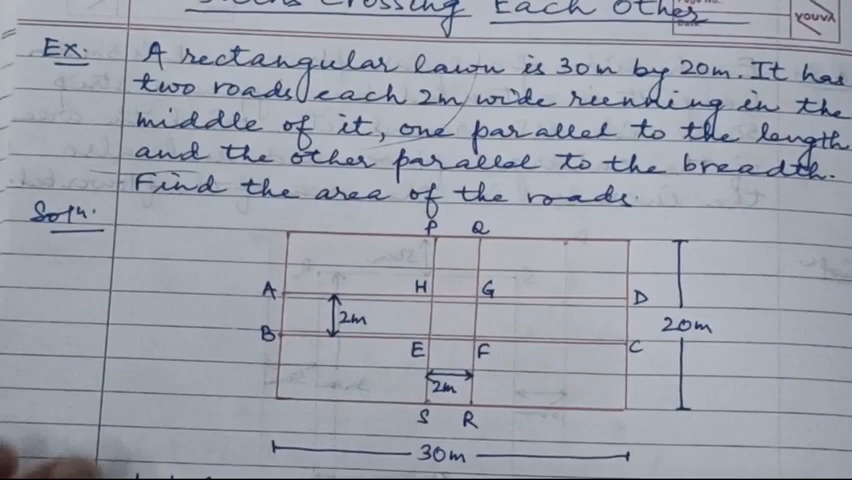 Crossing Each Other
YOUVA
Ex:
A rectangular lawn is 30m by 20m. It has
two roads each 2m wide running in the
middle of it, one parallel to the length
and the other parallel to the breadth.
Find the area of the roads.
Soln.
P Q
A H G D
2m
20m
B E F C
2m
S R
30m